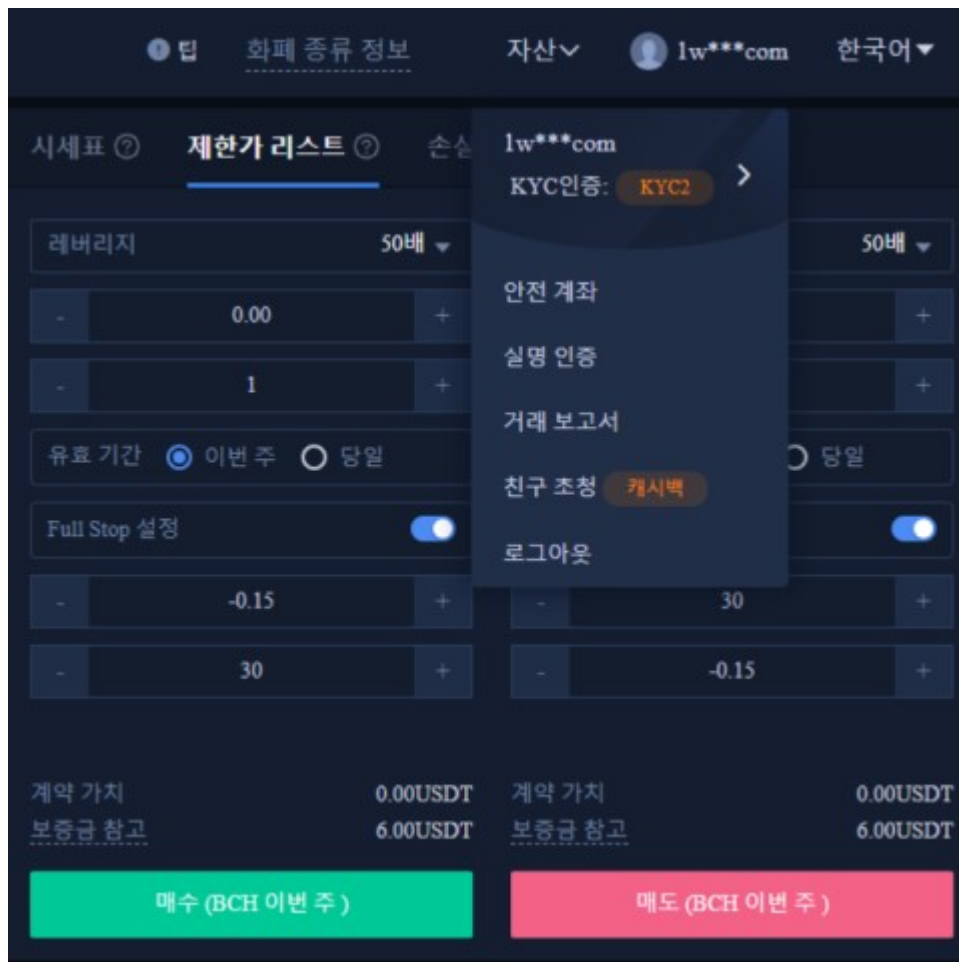 팁 화폐 종류 정보 자산 1w***com 한국어
시세표 제한가 리스트
1w***com
KYC인증: KYC2
안전 계좌
실명 인증
거래 보고서
친구 초청 캐시백
로그아웃
레버리지 50배 50배
- 0.00 + +
- 1 + +
유효 기간 이번 주 당일 당일
Full Stop 설정
- -0.15 + - 30 +
- 30 + - -0.15 +
계약 가치 0.00USDT 계약 가치 0.00USDT
보증금 참고 6.00USDT 보증금 참고 6.00USDT
매수 (BCH 이번 주 ) 매도 (BCH 이번 주 )